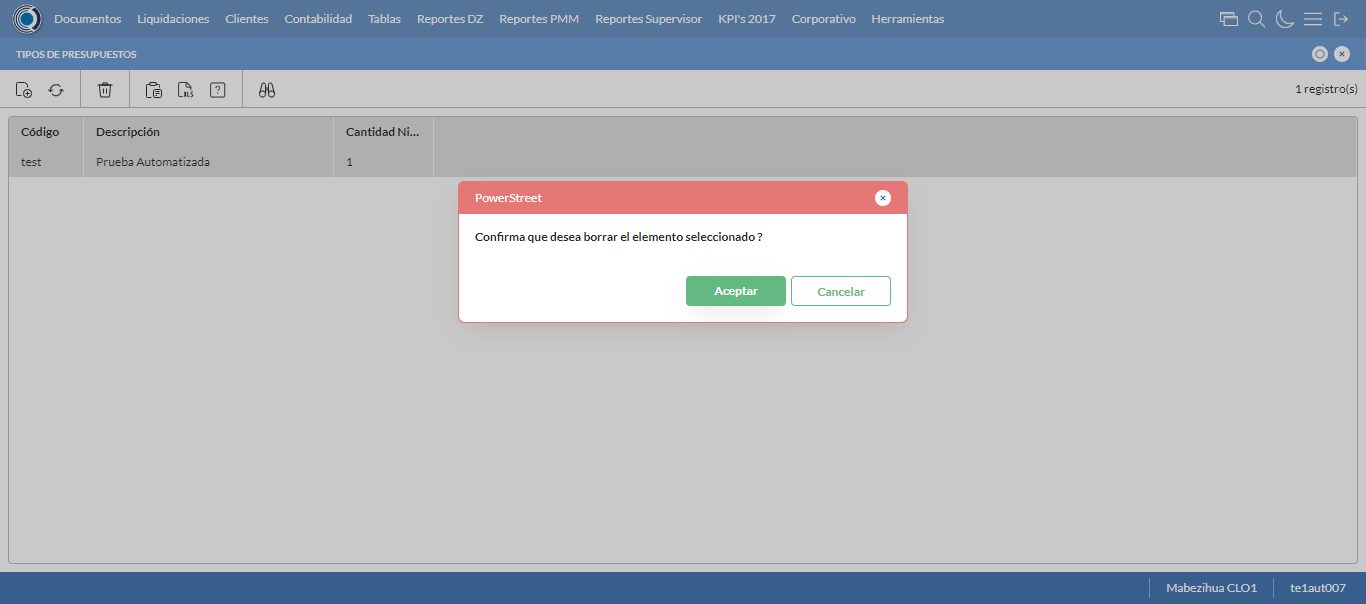 Documentos Liquidaciones Clientes Contabilidad Tablas Reportes DZ Reportes PMM Reportes Supervisor KPI's 2017 Corporativo Herramientas
TIPOS DE PRESUPUESTOS
XLS ? 1 registro(s)
Código Descripción Cantidad Ni...
test Prueba Automatizada 1
PowerStreet
Confirma que desea borrar el elemento seleccionado ?
Aceptar Cancelar
Mabezihua CLO1 te1aut007